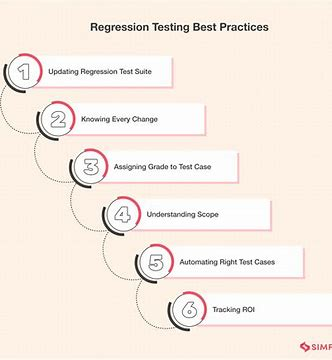 Regression Testing Best Practices
1 Updating Regression Test Suite
2 Knowing Every Change
3 Assigning Grade to Test Case
4 Understanding Scope
5 Automating Right Test Cases
6 Tracking ROI